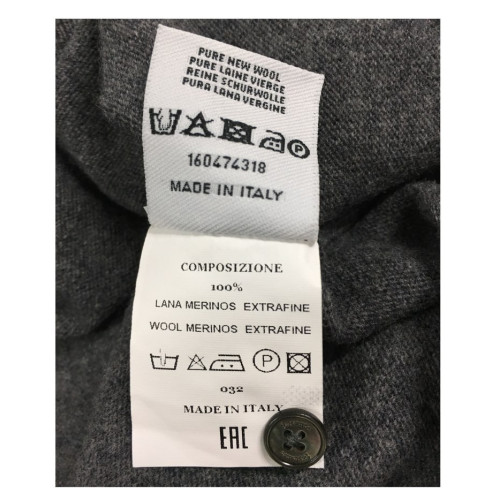 PURE NEW WOOL
PURE LAINE VIERGE
REINE SCHURWOLLE
PURA LANA VERGINE
160474318
MADE IN ITALY
COMPOSIZIONE
100%
LANA MERINOS EXTRAFINE
WOOL MERINOS EXTRAFINE
P
032
MADE IN ITALY
EAC